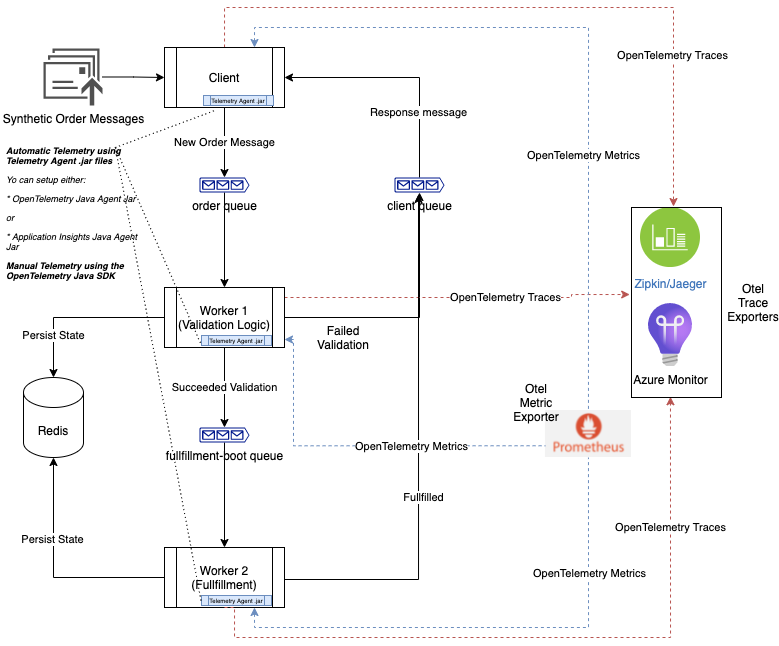 OpenTelemetry Traces
Client
Telemetry Agent .jar
Synthetic Order Messages
Response message
New Order Message
Automatic Telemetry using
Telemetry Agent .jar files
Yo can setup either:
* OpenTelemetry Java Agent Jar
or
* Application Insights Java Agent
Jar
Manual Telemetry using the
OpenTelemetry Java SDK
OpenTelemetry Metrics
order queue
client queue
Zipkin/Jaeger
Azure Monitor
Otel
Trace
Exporters
OpenTelemetry Traces
Worker 1
(Validation Logic)
Telemetry Agent .jar
Failed
Validation
Persist State
Succeeded Validation
Redis
Otel
Metric
Exporter
Prometheus
OpenTelemetry Metrics
fullfillment-boot queue
Fullfilled
OpenTelemetry Traces
Persist State
OpenTelemetry Metrics
Worker 2
(Fullfillment)
Telemetry Agent .jar